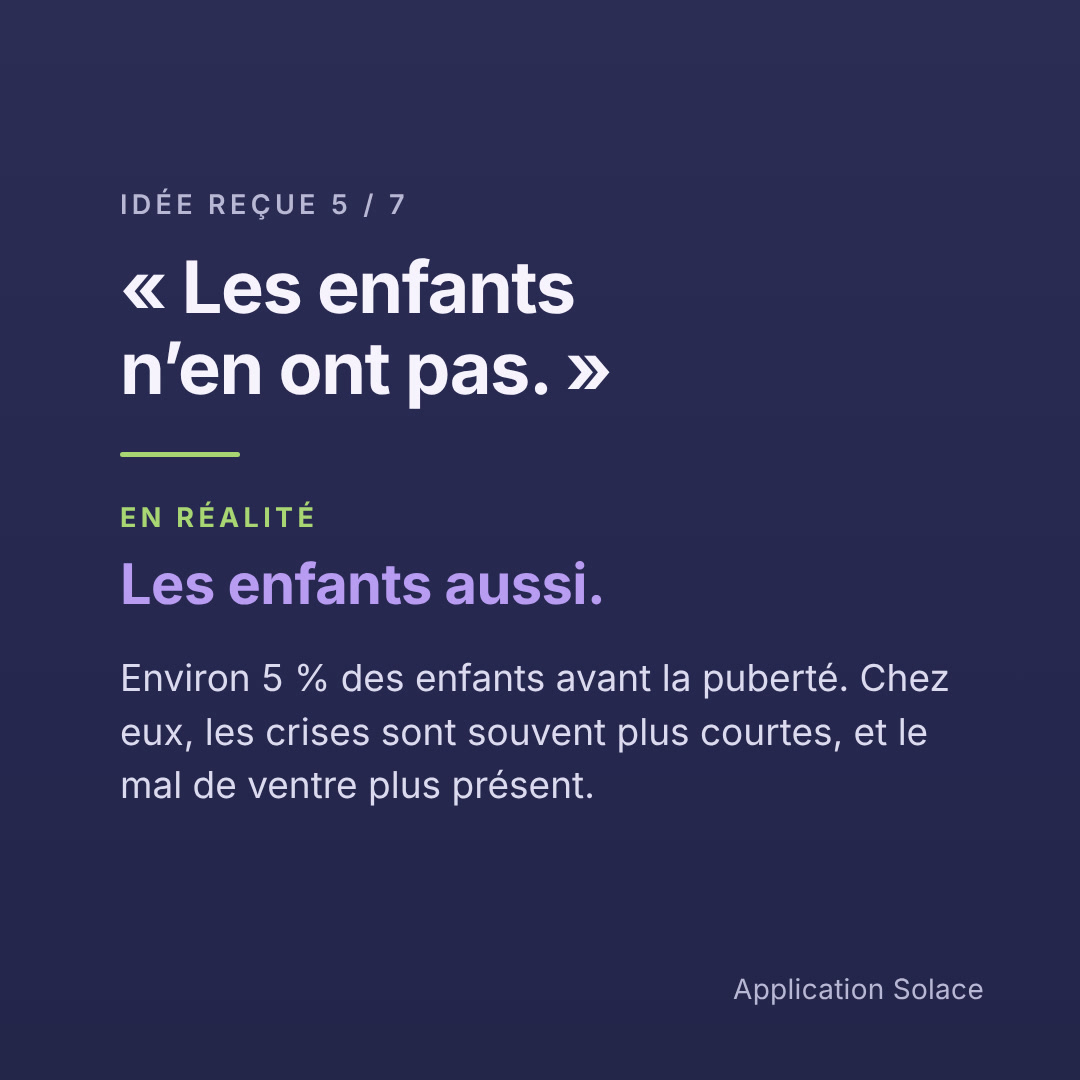 IDÉE REÇUE 5 / 7
« Les enfants
n’en ont pas. »
EN RÉALITÉ
Les enfants aussi.
Environ 5 % des enfants avant la puberté. Chez
eux, les crises sont souvent plus courtes, et le
mal de ventre plus présent.
Application Solace